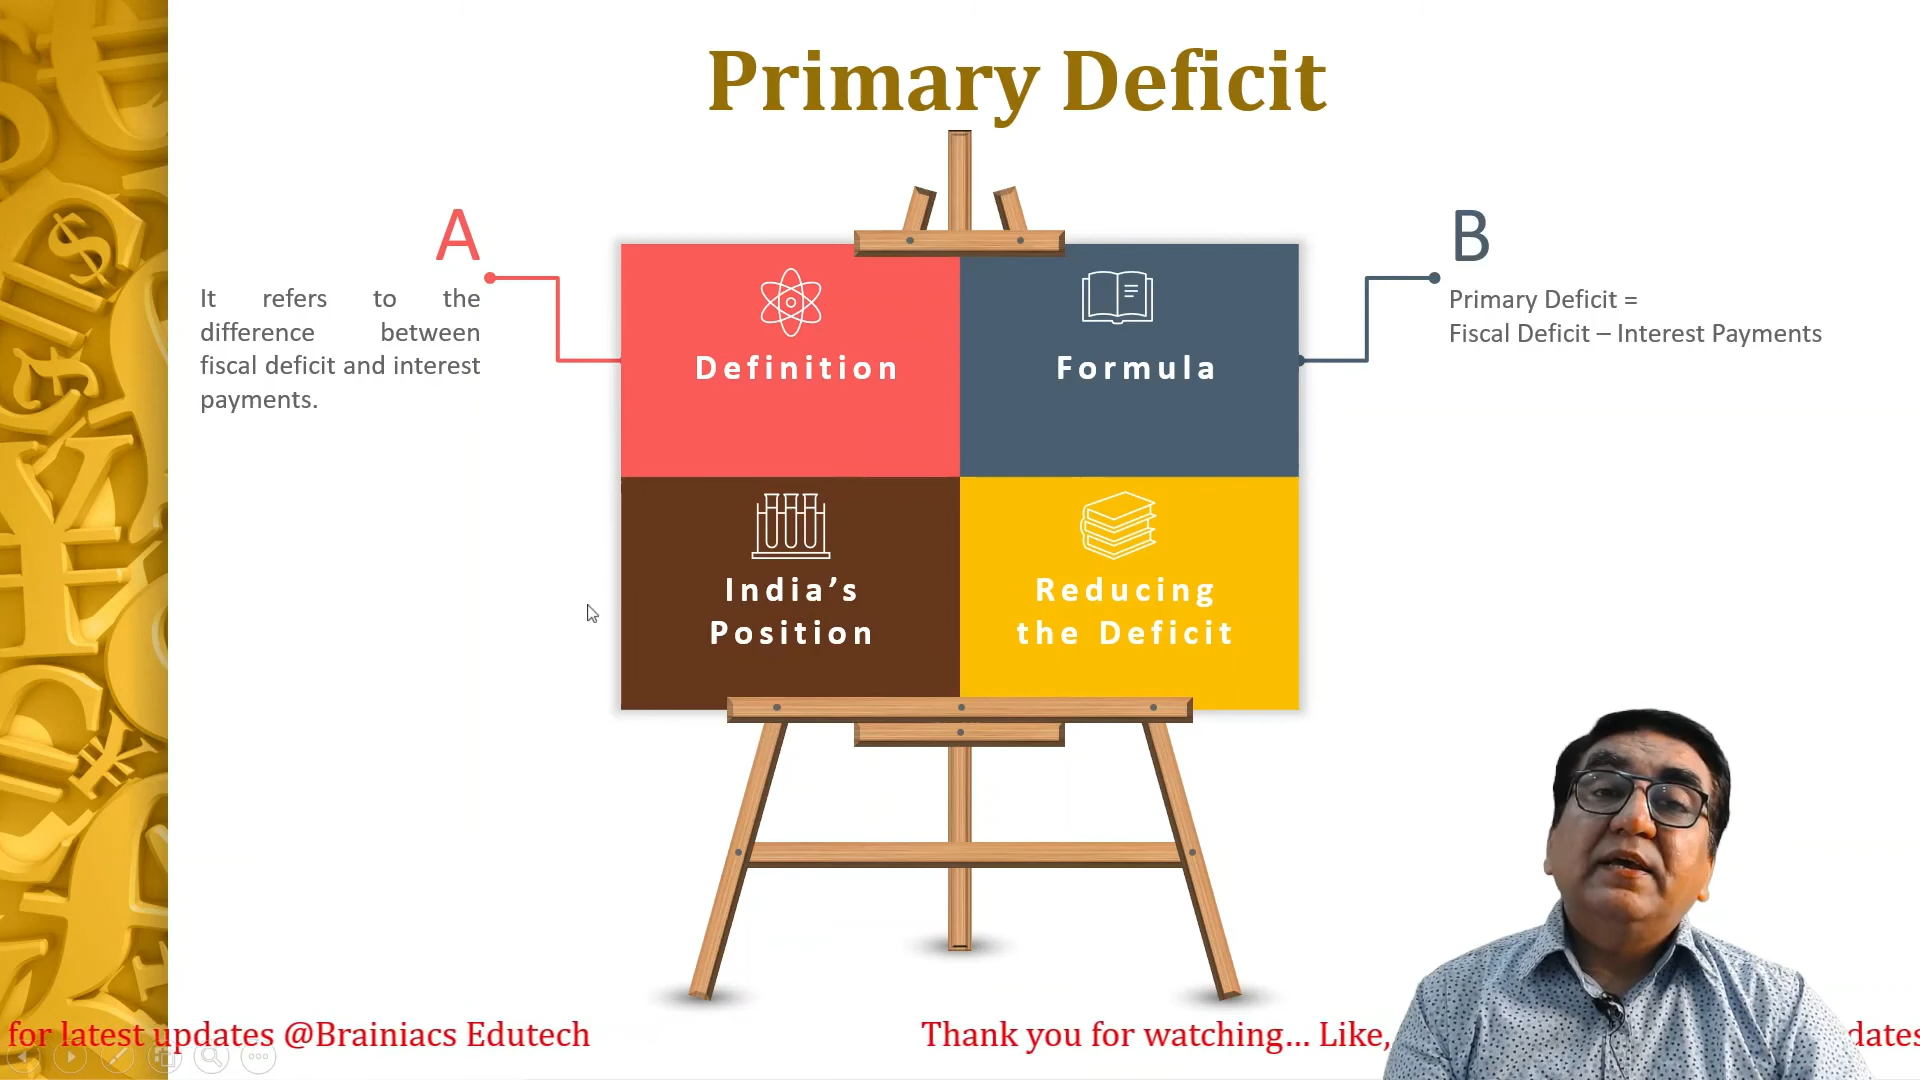 Primary Deficit
A
It refers to the
difference between
fiscal deficit and interest
payments.
B
Primary Deficit =
Fiscal Deficit – Interest Payments
Definition
Formula
India’s
Position
Reducing
the Deficit
for latest updates @Brainiacs Edutech
Thank you for watching... Like,
dates